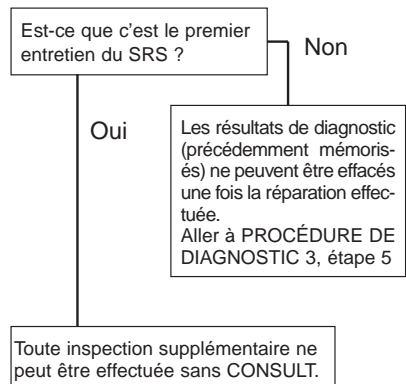 Est-ce que c'est le premier
entretien du SRS ?
Non
Oui
Les résultats de diagnostic
(précédemment mémoris-
és) ne peuvent être effacés
une fois la réparation effec-
tuée.
Aller à PROCÉDURE DE
DIAGNOSTIC 3, étape 5
Toute inspection supplémentaire ne
peut être effectuée sans CONSULT.